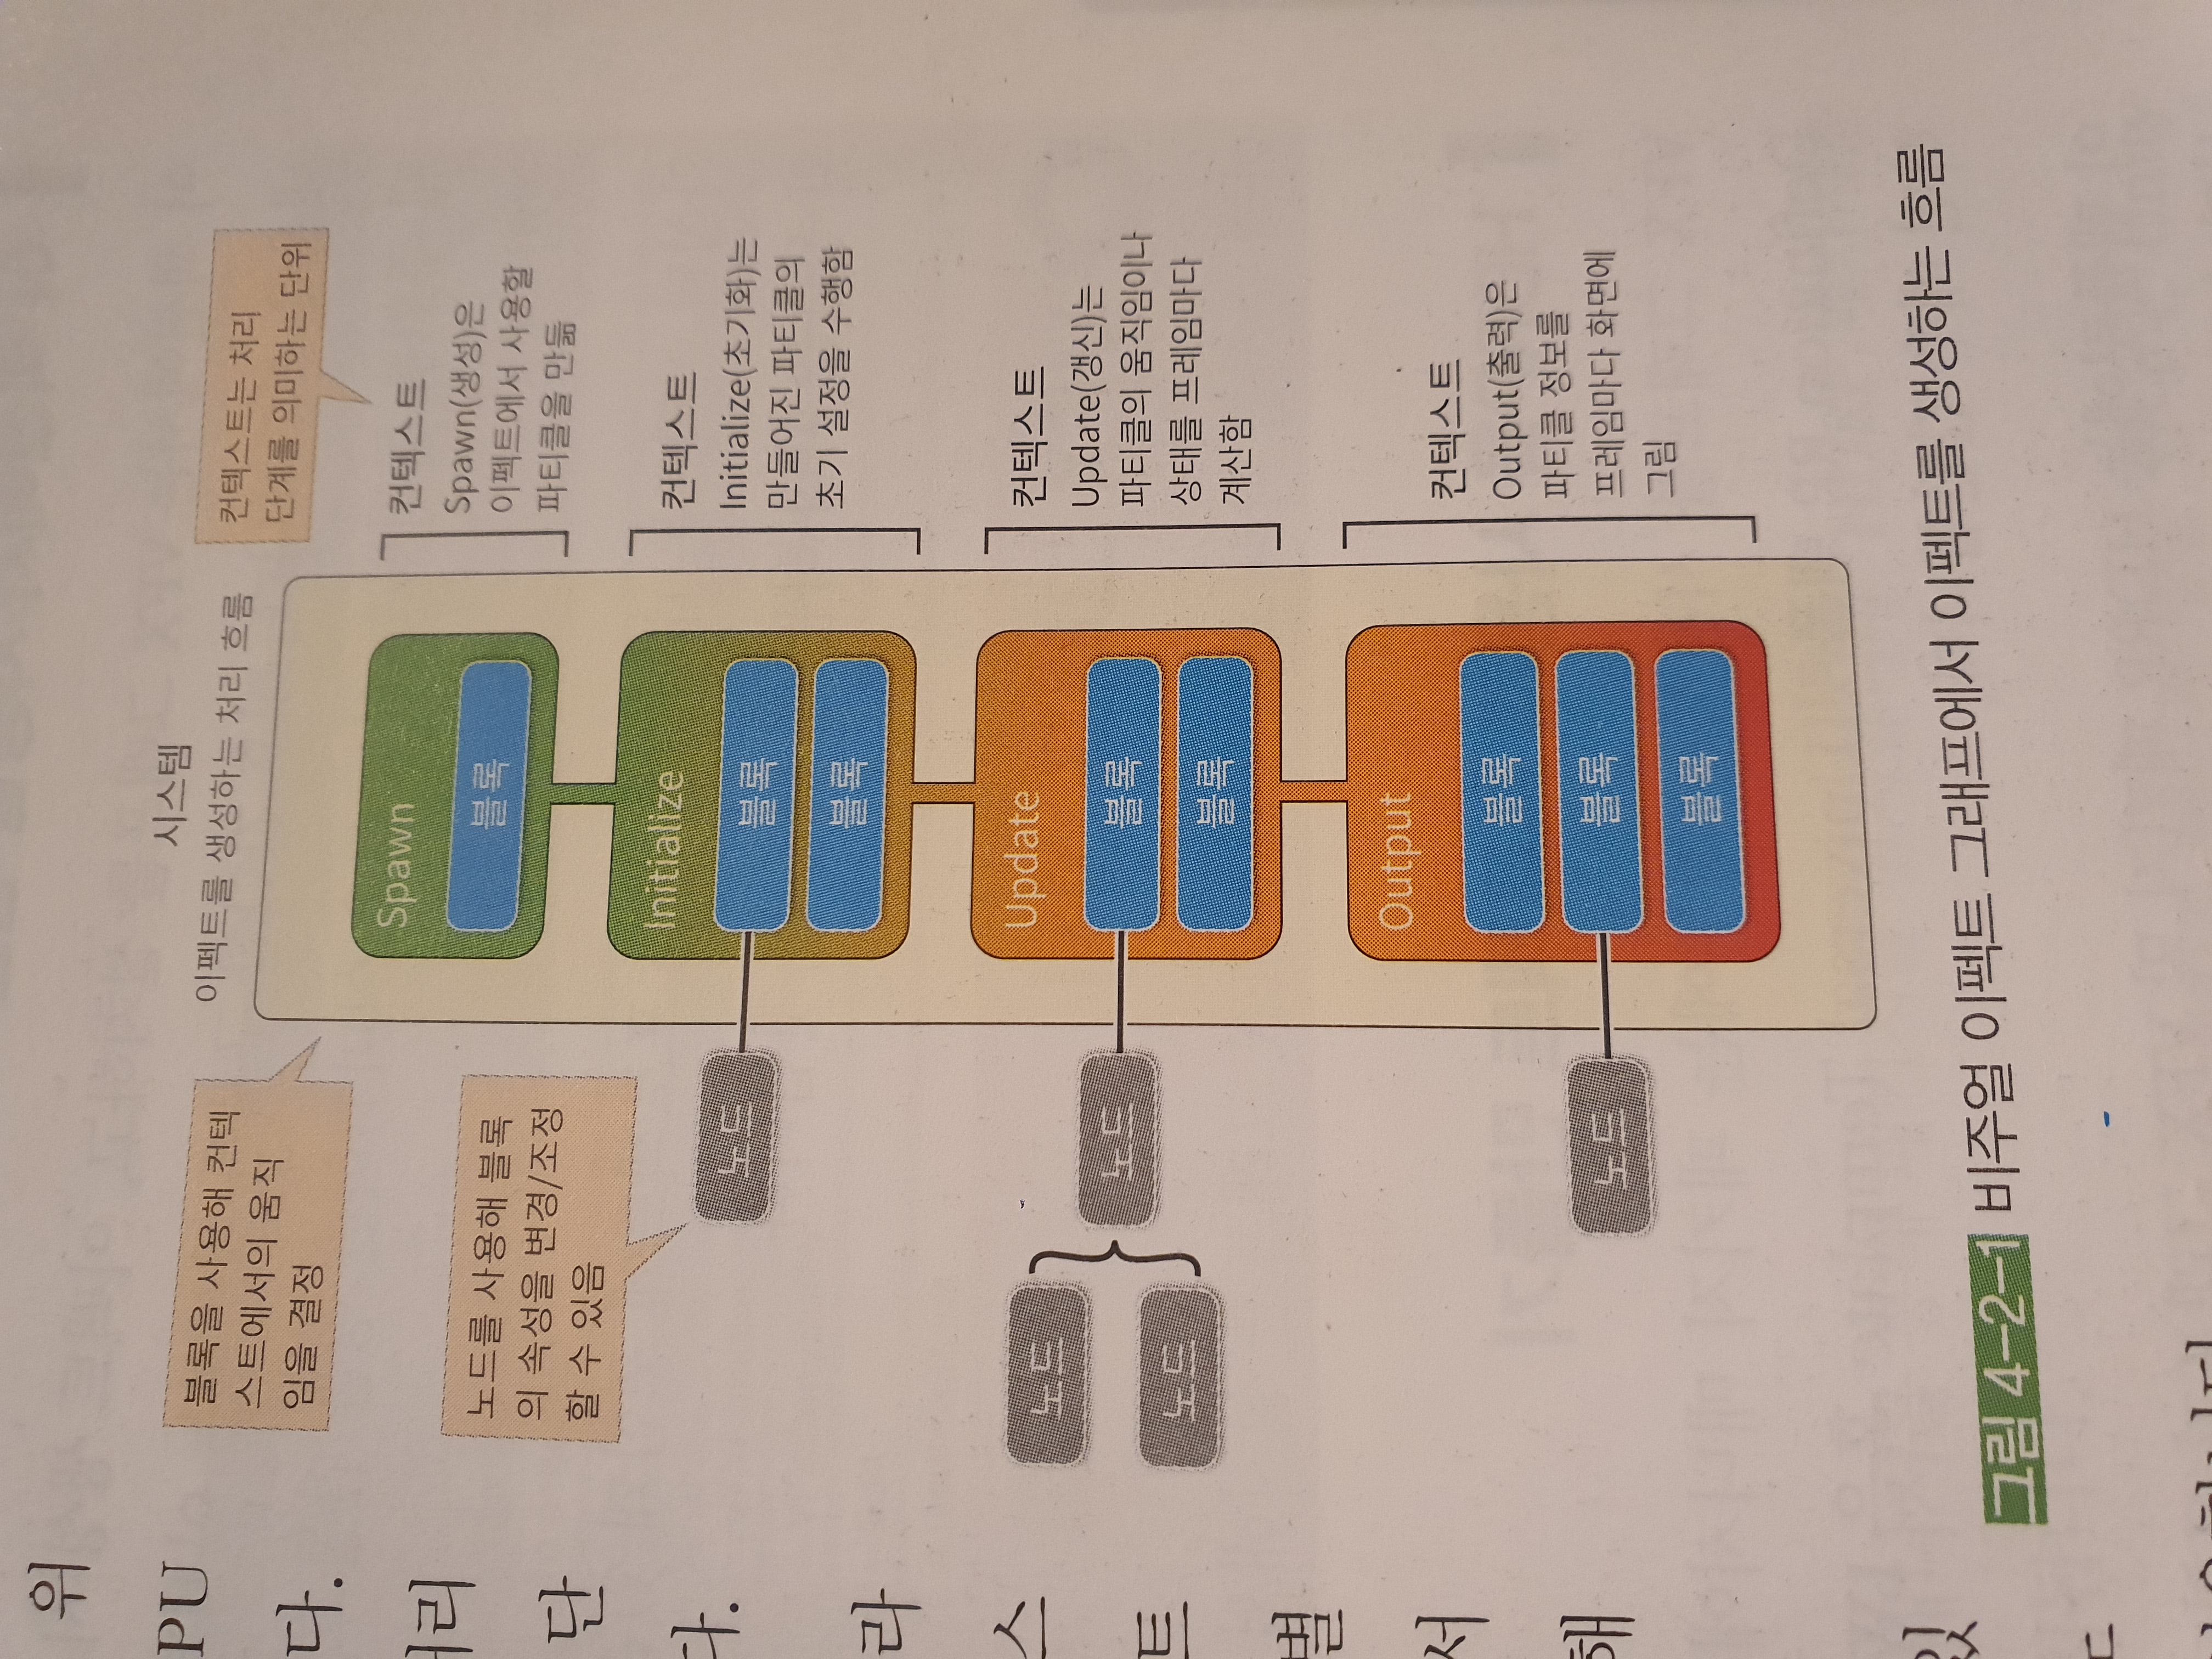 위
PU
다.
리
단
다.
라
스
트
별
서
해
있
시스템
이펙트를 생성하는 처리 흐름
블록을 사용해 컨텍
스트에서의 움직
임을 결정
컨텍스트는 처리
단계를 의미하는 단위
노드를 사용해 블록
의 속성을 변경/조정
할 수 있음
Spawn
블록
컨텍스트
Spawn(생성)은
이펙트에서 사용할
파티클을 만듦
Initialize
노드
블록
블록
컨텍스트
Initialize(초기화)는
만들어진 파티클의
초기 설정을 수행함
Update
노드
노드
노드
블록
블록
컨텍스트
Update(갱신)는
파티클의 움직임이나
상태를 프레임마다
계산함
Output
블록
노드
블록
블록
컨텍스트
Output(출력)은
파티클 정보를
프레임마다 화면에
그림
그림 4-2-1 비주얼 이펙트 그래프에서 이펙트를 생성하는 흐름